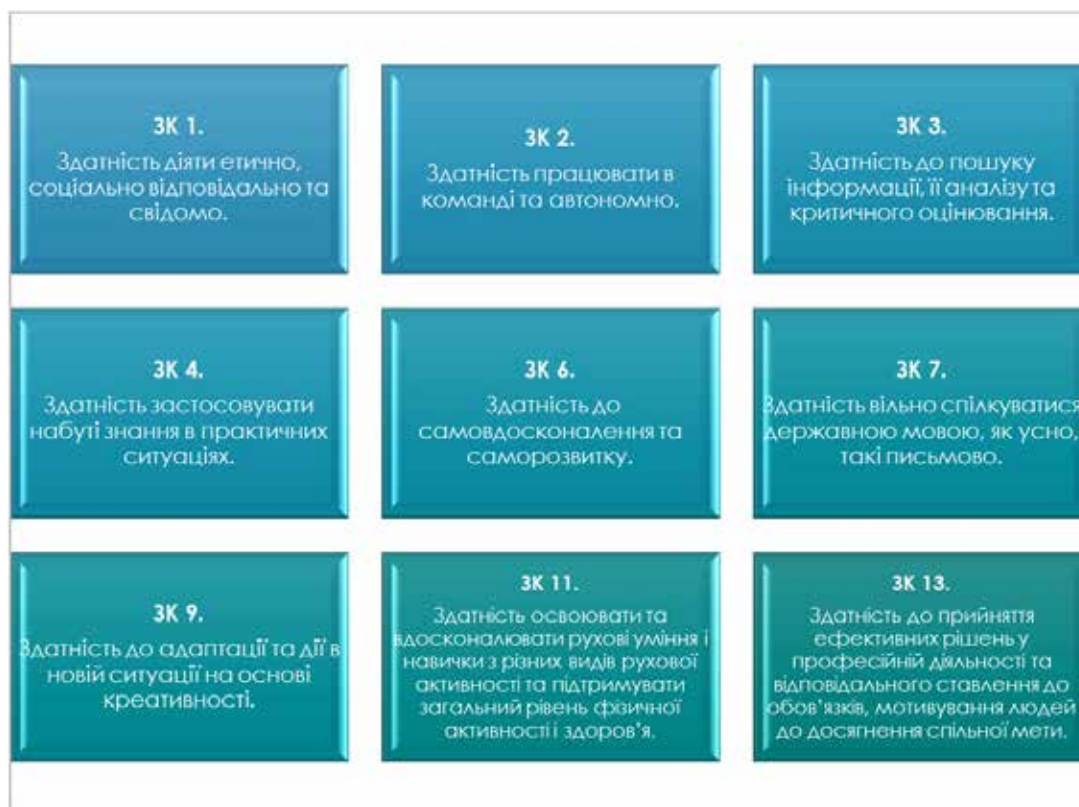 ЗК 1.
Здатність діяти етично,
соціально відповідально та
свідомо.
ЗК 2.
Здатність працювати в
команді та автономно.
ЗК 3.
Здатність до пошуку
інформації, її аналізу та
критичного оцінювання.
ЗК 4.
Здатність застосовувати
набуті знання в практичних
ситуаціях.
ЗК 6.
Здатність до
самовдосконалення та
саморозвитку.
ЗК 7.
Здатність вільно спілкуватися
державною мовою, як усно,
такі письмово.
ЗК 9.
Здатність до адаптації та дії в
новій ситуації на основі
креативності.
ЗК 11.
Здатність освоювати та
вдосконалювати рухові уміння і
навички з різних видів рухової
активності та підтримувати
загальний рівень фізичної
активності і здоров’я.
ЗК 13.
Здатність до прийняття
ефективних рішень у
професійній діяльності та
відповідального ставлення до
обов’язків, мотивування людей
до досягнення спільної мети.